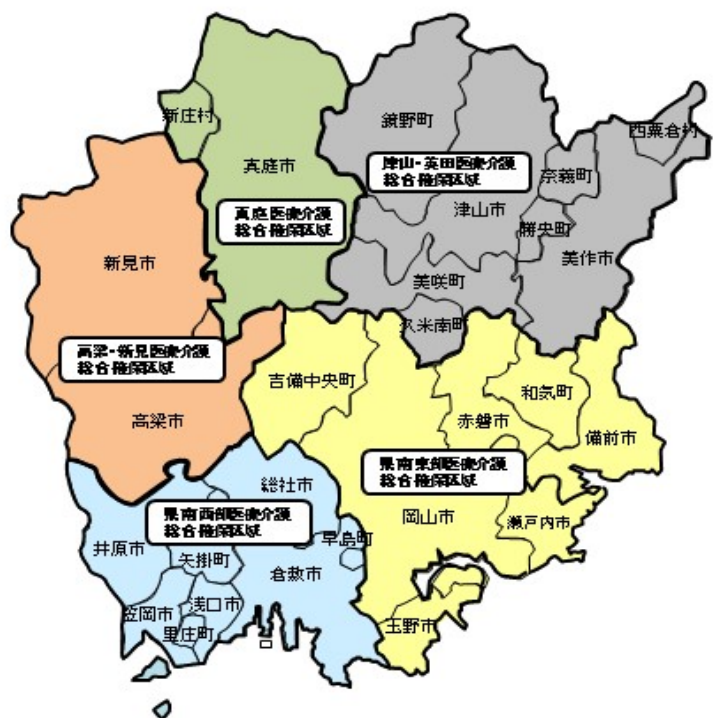 鏡野町
新庄村
西粟倉村
真庭市
津山・英田医療介護
総合確保区域
奈義町
津山市
真庭医療介護
総合確保区域
勝央町
美作市
新見市
美咲町
久米南町
高梁・新見医療介護
総合確保区域
吉備中央町
和気町
高梁市
赤磐市
備前市
県南東部医療介護
総合確保区域
総社市
県南西部医療介護
総合確保区域
岡山市
瀬戸内市
早島町
井原市
矢掛町
倉敷市
浅口市
笠岡市
里庄町
玉野市